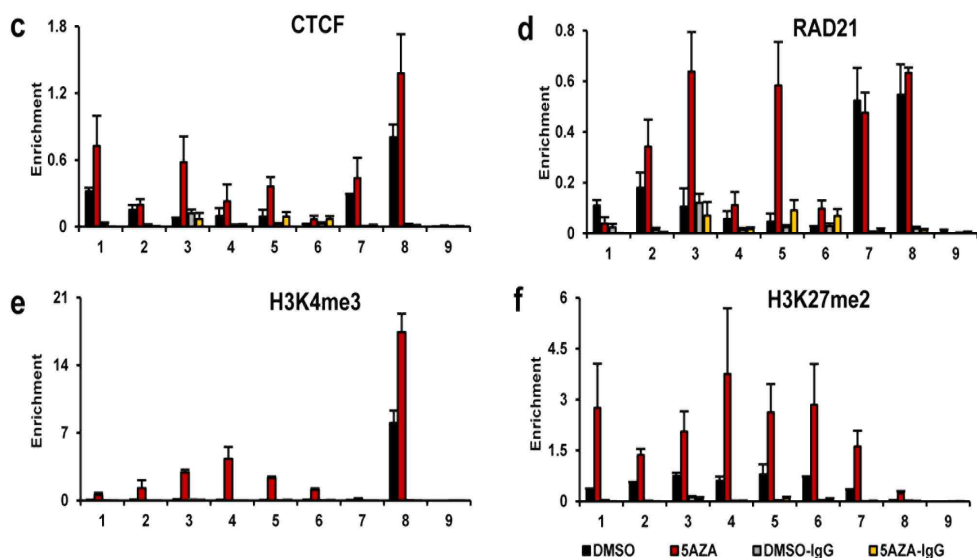 c
CTCF
Enrichment
1.8
1.2
0.6
0
1 2 3 4 5 6 7 8 9
d
RAD21
Enrichment
0.8
0.6
0.4
0.2
0
1 2 3 4 5 6 7 8 9
e
H3K4me3
Enrichment
21
14
7
0
1 2 3 4 5 6 7 8 9
f
H3K27me2
Enrichment
6
4.5
3
1.5
0
1 2 3 4 5 6 7 8 9
DMSO 5AZA DMSO-IgG 5AZA-IgG